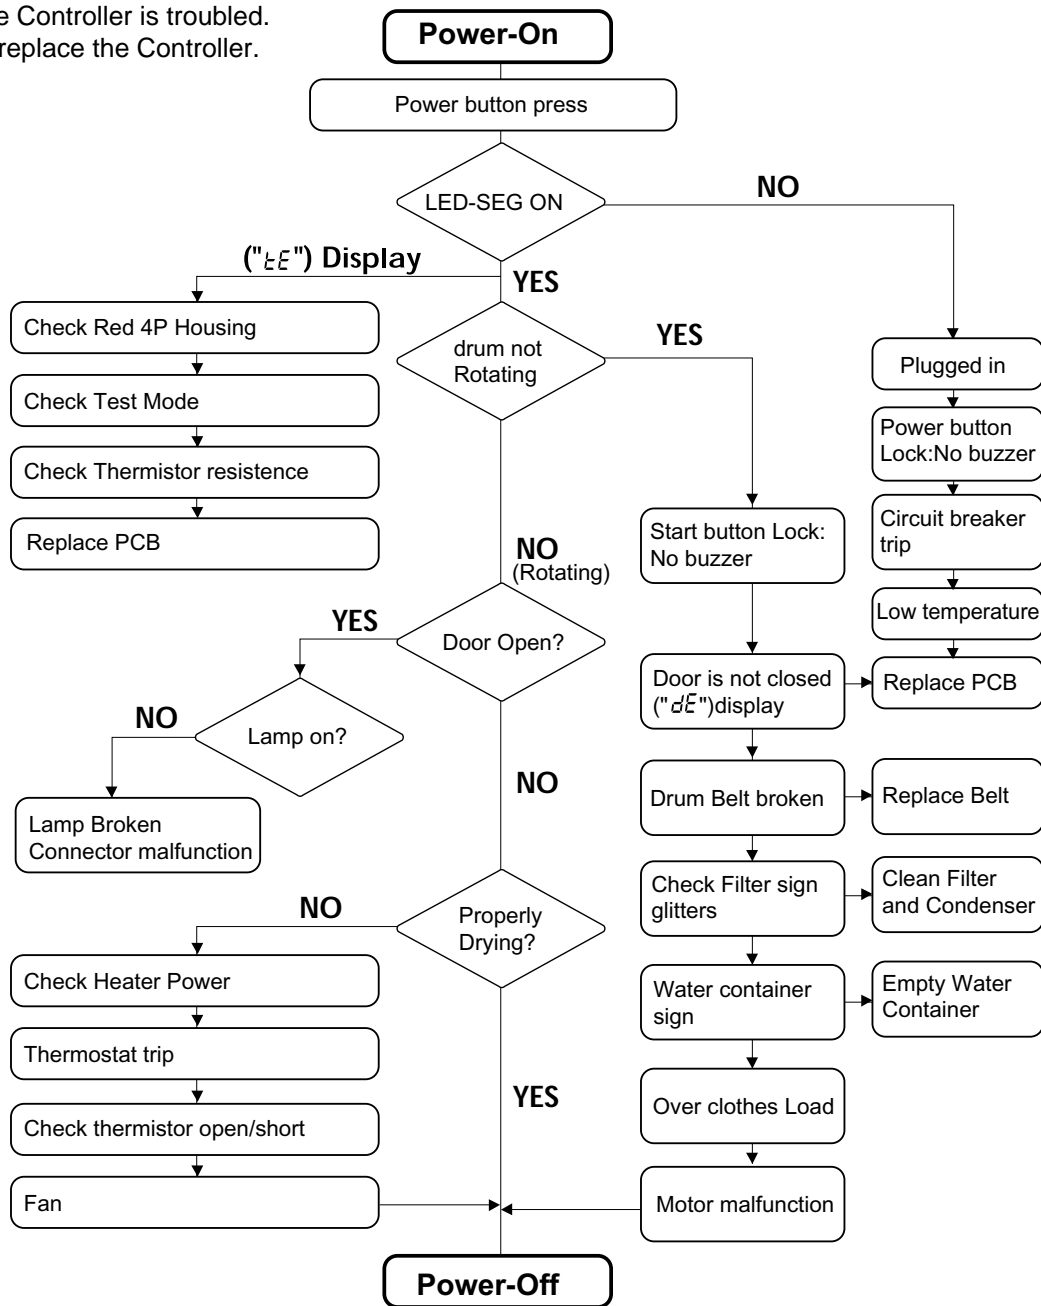 e Controller is troubled.
replace the Controller.
Power-On
Power button press
LED-SEG ON
NO
("tE") Display
YES
Check Red 4P Housing
Check Test Mode
Check Thermistor resistence
Replace PCB
drum not
Rotating
YES
Plugged in
Power button
Lock:No buzzer
Circuit breaker
trip
Low temperature
Replace PCB
Start button Lock:
No buzzer
Door is not closed
("dE")display
Drum Belt broken
Replace Belt
Check Filter sign
glitters
Clean Filter
and Condenser
Water container
sign
Empty Water
Container
Over clothes Load
Motor malfunction
NO
(Rotating)
Door Open?
YES
Lamp on?
NO
Lamp Broken
Connector malfunction
NO
Properly
Drying?
NO
Check Heater Power
Thermostat trip
Check thermistor open/short
Fan
YES
Power-Off